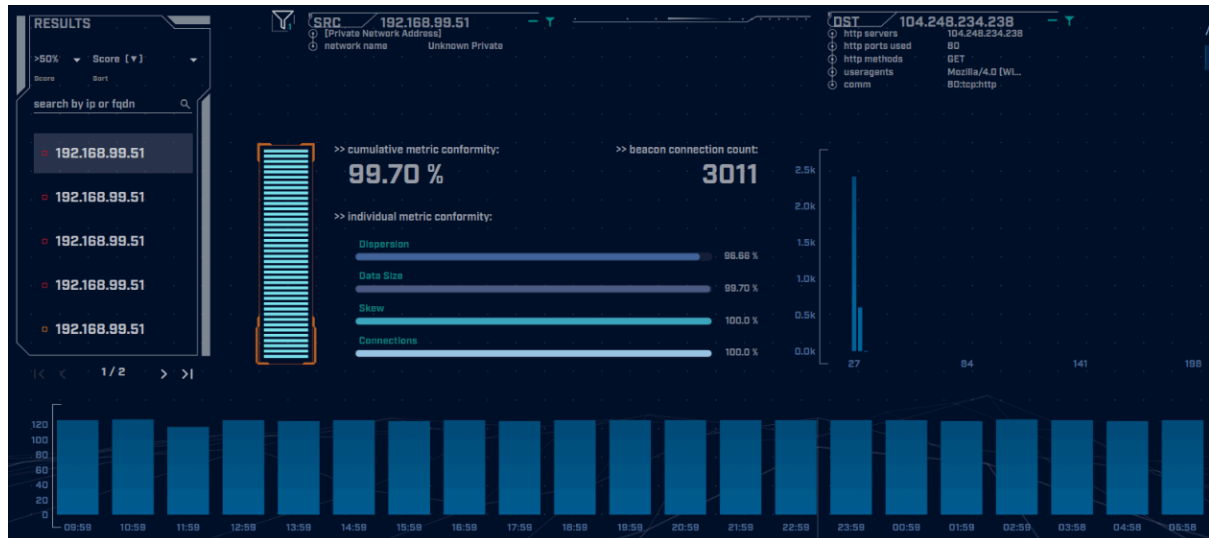 RESULTS
>50% Score [▼]
Score Sort
search by ip or fqdn
192.168.99.51
192.168.99.51
192.168.99.51
192.168.99.51
192.168.99.51
1 / 2
SRC 192.168.99.51
[Private Network Address]
network name Unknown Private
DST 104.248.234.238
http servers 104.248.234.238
http ports used 80
http methods GET
useragents Mozilla/4.0 [WI...
comm 80:tcp:http
>> cumulative metric conformity:
99.70 %
>> beacon connection count:
3011
>> individual metric conformity:
Dispersion
96.66 %
Data Size
99.70 %
Skew
100.0 %
Connections
100.0 %
2.5k
2.0k
1.5k
1.0k
0.5k
0.0k
27 84 141 198
120
100
80
60
40
20
0
09:59 10:59 11:59 12:59 13:59 14:59 15:59 16:59 17:59 18:59 19:59 20:59 21:59 22:59 23:59 00:59 01:59 02:59 03:58 04:58 05:58